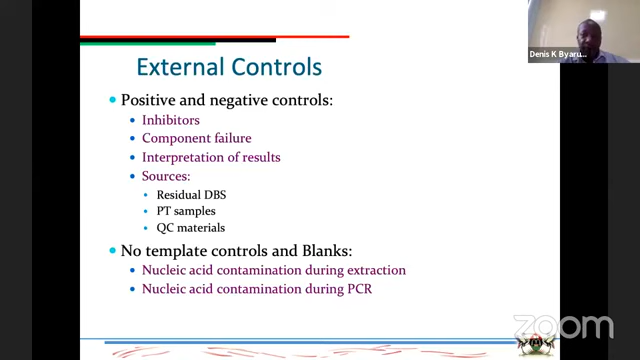 Denis K Byaru...
External Controls
Positive and negative controls:
Inhibitors
Component failure
Interpretation of results
Sources:
Residual DBS
PT samples
QC materials
No template controls and Blanks:
Nucleic acid contamination during extraction
Nucleic acid contamination during PCR
zoom